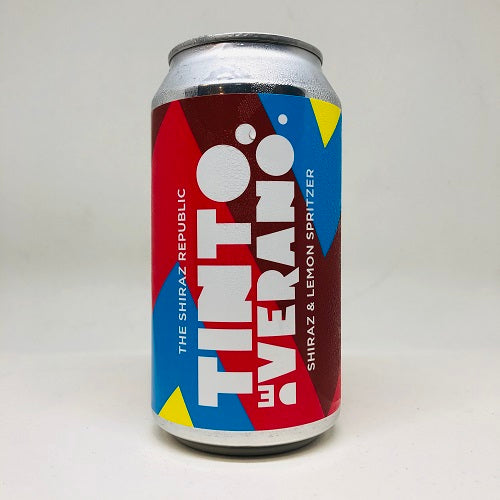 THE SHIRAZ REPUBLIC
TINTO
DE VERANO
SHIRAZ & LEMON SPRITZER